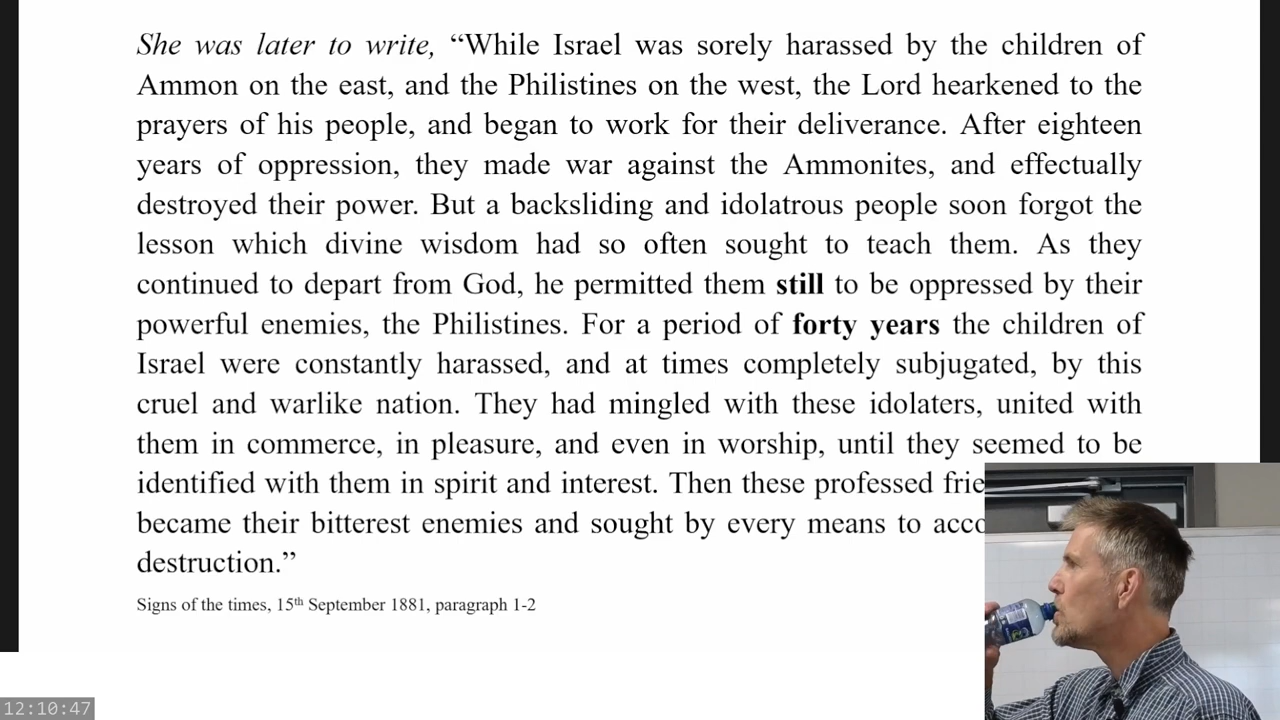 She was later to write, “While Israel was sorely harassed by the children of
Ammon on the east, and the Philistines on the west, the Lord hearkened to the
prayers of his people, and began to work for their deliverance. After eighteen
years of oppression, they made war against the Ammonites, and effectually
destroyed their power. But a backsliding and idolatrous people soon forgot the
lesson which divine wisdom had so often sought to teach them. As they
continued to depart from God, he permitted them still to be oppressed by their
powerful enemies, the Philistines. For a period of forty years the children of
Israel were constantly harassed, and at times completely subjugated, by this
cruel and warlike nation. They had mingled with these idolaters, united with
them in commerce, in pleasure, and even in worship, until they seemed to be
identified with them in spirit and interest. Then these professed
became their bitterest enemies and sought by every means to
destruction.”
Signs of the times, 15th September 1881, paragraph 1-2
12:10:47